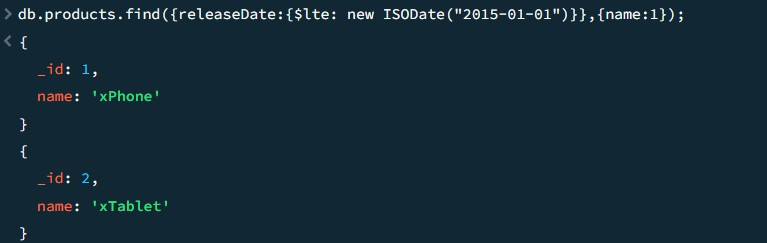 > db.products.find({releaseDate:{$lte: new ISODate("2015-01-01")}},{name:1});
< {
_id: 1,
name: 'xPhone'
}
{
_id: 2,
name: 'xTablet'
}